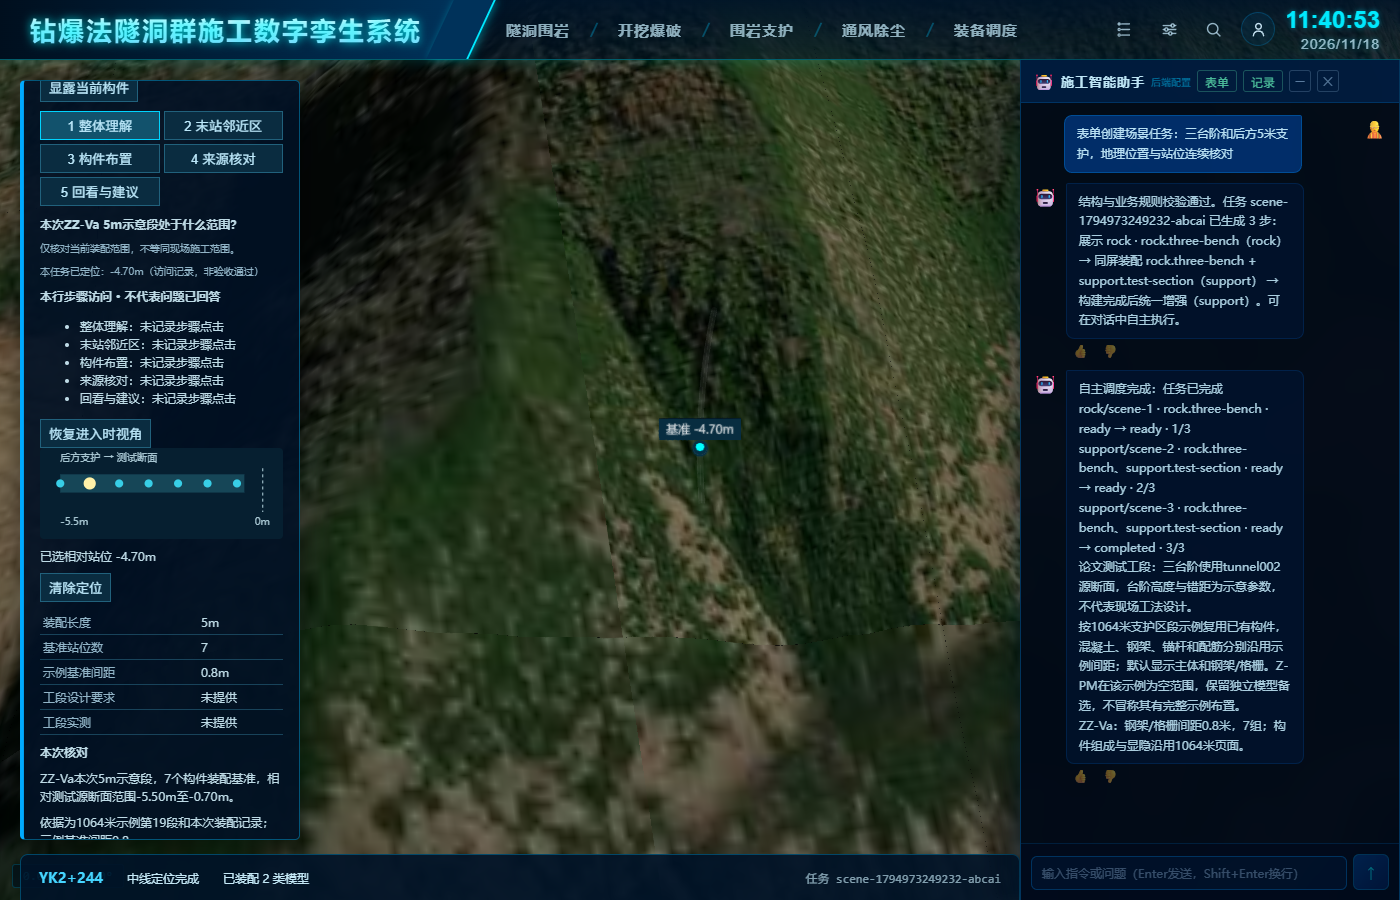 钻爆法隧洞群施工数字孪生系统
隧洞围岩 / 开挖爆破 / 围岩支护 / 通风除尘 / 装备调度
11:40:53
2026/11/18
显露当前构件
1 整体理解
2 末站邻近区
3 构件布置
4 来源核对
5 回看与建议
本次ZZ-Va 5m示意段处于什么范围?
仅核对当前装配范围，不等同现场施工范围。
本任务已定位：-4.70m（访问记录，非验收通过）
本行步骤访问 • 不代表问题已回答
• 整体理解：未记录步骤点击
• 末站邻近区：未记录步骤点击
• 构件布置：未记录步骤点击
• 来源核对：未记录步骤点击
• 回看与建议：未记录步骤点击
恢复进入时视角
后方支护 → 测试断面
-5.5m
0m
已选相对站位 -4.70m
清除定位
装配长度 5m
基准站位数 7
示例基准间距 0.8m
工段设计要求 未提供
工段实测 未提供
本次核对
ZZ-Va本次5m示意段，7个构件装配基准，相
对测试源断面范围-5.50m至-0.70m。
依据为1064米示例第19段和本次装配记录；
基准 -4.70m
YK2+244 中线定位完成 已装配 2 类模型
任务 scene-1794973249232-abcai
施工智能助手 后端配置 表单 记录
表单创建场景任务：三台阶和后方5米支
护，地理位置与站位连续核对
结构与业务规则校验通过。任务 scene-
1794973249232-abcai 已生成 3 步：
展示 rock · rock.three-bench（rock）
→ 同屏装配 rock.three-bench +
support.test-section（support） →
构建完成后统一增强（support）。可
在对话中自主执行。
自主调度完成：任务已完成
rock/scene-1 · rock.three-bench ·
ready → ready · 1/3
support/scene-2 · rock.three-
bench、support.test-section · ready
→ ready · 2/3
support/scene-3 · rock.three-
bench、support.test-section · ready
→ completed · 3/3
论文测试工段：三台阶使用tunnel002
源断面，台阶高度与错距为示意参数，
不代表现场工法设计。
按1064米支护区段示例复用已有构件，
混凝土、钢架、锚杆和配筋分别沿用示
例间距；默认显示主体和钢架/格栅。Z-
PM在该示例为空范围，保留独立模型备
选，不冒称其有完整示例布置。
ZZ-Va：钢架/格栅间距0.8米，7组；构
件组成与显隐沿用1064米页面。
输入指令或问题（Enter发送，Shift+Enter换行）